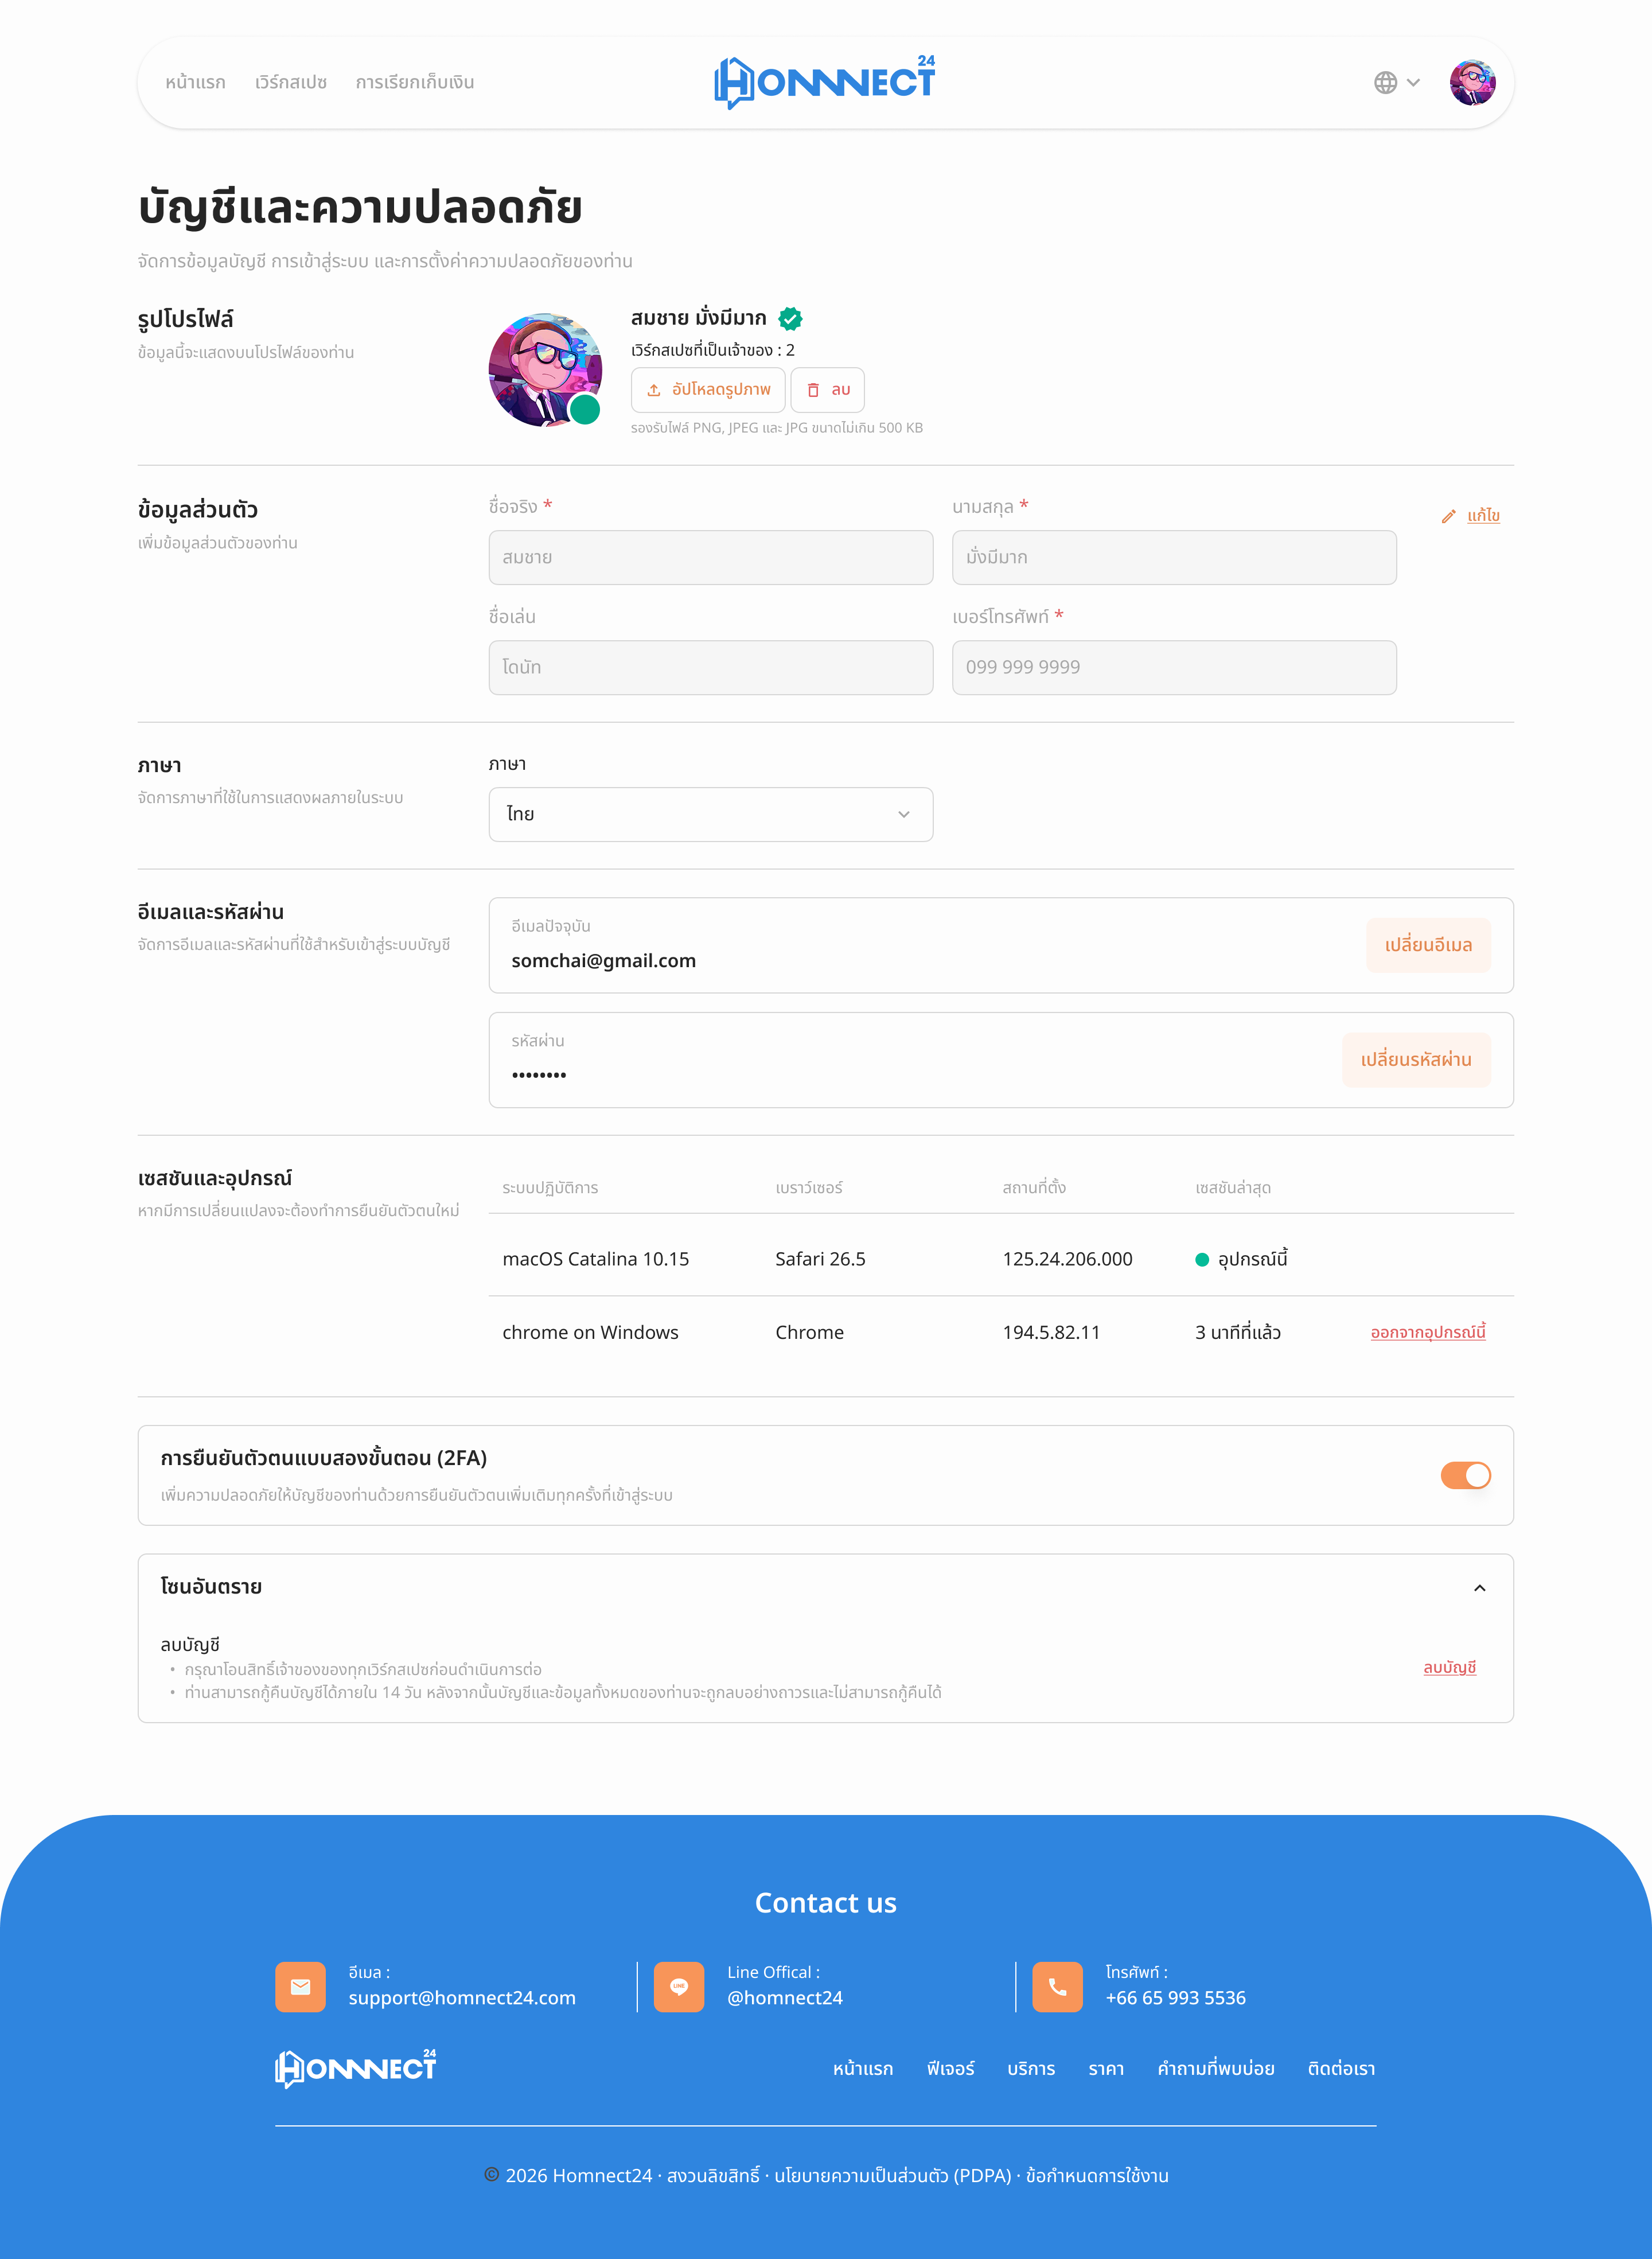 หน้าแรก เวิร์กสเปซ การเรียกเก็บเงิน HONNNECT 24
บัญชีและความปลอดภัย
จัดการข้อมูลบัญชี การเข้าสู่ระบบ และการตั้งค่าความปลอดภัยของท่าน
รูปโปรไฟล์
ข้อมูลนี้จะแสดงบนโปรไฟล์ของท่าน
สมชาย มั่งมีมาก
เวิร์กสเปซที่เป็นเจ้าของ : 2
อัปโหลดรูปภาพ ลบ
รองรับไฟล์ PNG, JPEG และ JPG ขนาดไม่เกิน 500 KB
ข้อมูลส่วนตัว
เพิ่มข้อมูลส่วนตัวของท่าน
ชื่อจริง * นามสกุล * แก้ไข
สมชาย มั่งมีมาก
ชื่อเล่น เบอร์โทรศัพท์ *
โดนัท 099 999 9999
ภาษา
จัดการภาษาที่ใช้ในการแสดงผลภายในระบบ
ภาษา
ไทย
อีเมลและรหัสผ่าน
จัดการอีเมลและรหัสผ่านที่ใช้สำหรับเข้าสู่ระบบบัญชี
อีเมลปัจจุบัน
somchai@gmail.com
เปลี่ยนอีเมล
รหัสผ่าน
••••••••
เปลี่ยนรหัสผ่าน
เซสชันและอุปกรณ์
หากมีการเปลี่ยนแปลงจะต้องทำการยืนยันตัวตนใหม่
ระบบปฏิบัติการ เบราว์เซอร์ สถานที่ตั้ง เซสชันล่าสุด
macOS Catalina 10.15 Safari 26.5 125.24.206.000 อุปกรณ์นี้
chrome on Windows Chrome 194.5.82.11 3 นาทีที่แล้ว ออกจากอุปกรณ์นี้
การยืนยันตัวตนแบบสองขั้นตอน (2FA)
เพิ่มความปลอดภัยให้บัญชีของท่านด้วยการยืนยันตัวตนเพิ่มเติมทุกครั้งที่เข้าสู่ระบบ
โซนอันตราย
ลบบัญชี
• กรุณาโอนสิทธิ์เจ้าของของทุกเวิร์กสเปซก่อนดำเนินการต่อ
• ท่านสามารถกู้คืนบัญชีได้ภายใน 14 วัน หลังจากนั้นบัญชีและข้อมูลทั้งหมดของท่านจะถูกลบอย่างถาวรและไม่สามารถกู้คืนได้
ลบบัญชี
Contact us
อีเมล :
support@homnect24.com
Line Offical :
@homnect24
โทรศัพท์ :
+66 65 993 5536
HONNNECT 24
หน้าแรก ฟีเจอร์ บริการ ราคา คำถามที่พบบ่อย ติดต่อเรา
© 2026 Homnect24 · สงวนลิขสิทธิ์ · นโยบายความเป็นส่วนตัว (PDPA) · ข้อกำหนดการใช้งาน